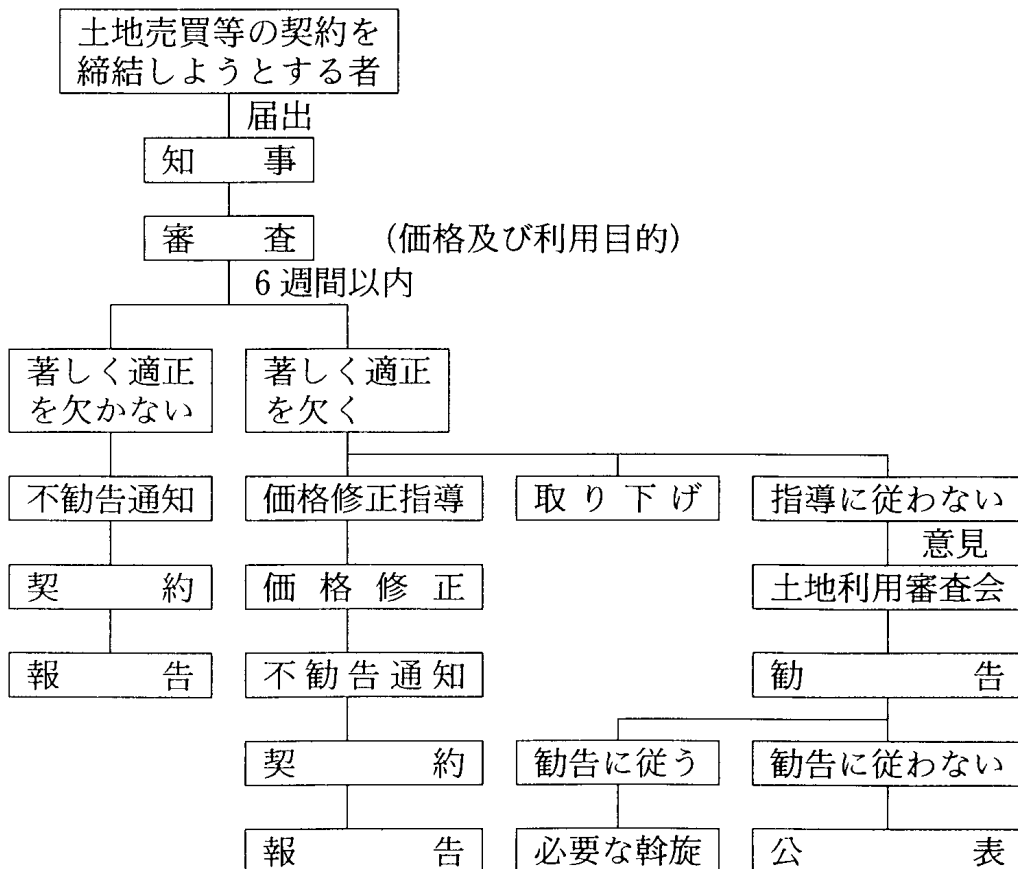 土地売買等の契約を
締結しようとする者
届出
知事
審査
(価格及び利用目的)
6週間以内
著しく適正
を欠かない
著しく適正
を欠く
不勧告通知
価格修正指導
取り下げ
指導に従わない
意見
契約
価格修正
土地利用審査会
報告
不勧告通知
勧告
契約
勧告に従う
勧告に従わない
報告
必要な斡旋
公表